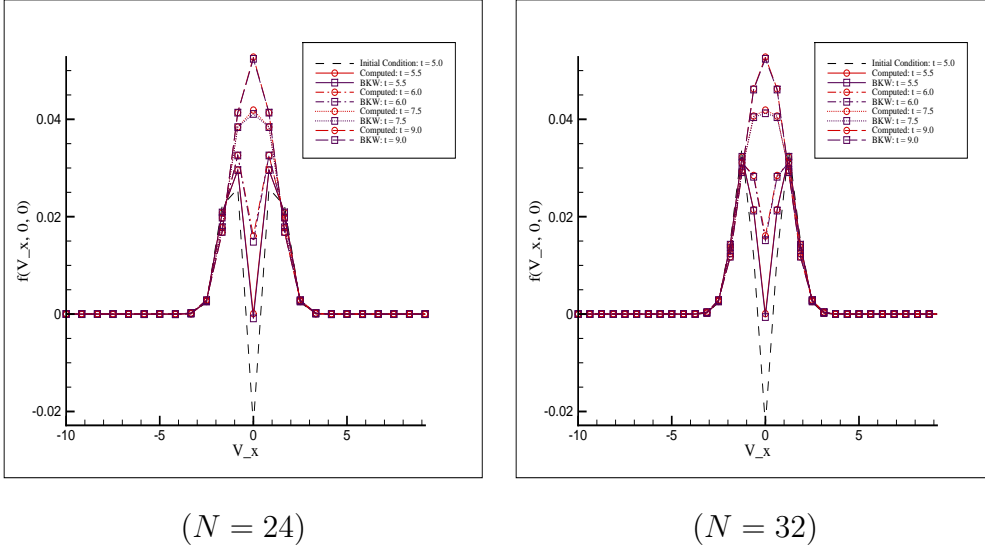 Initial Condition: t = 5.0
Computed: t = 5.5
BKW: t = 5.5
Computed: t = 6.0
BKW: t = 6.0
Computed: t = 7.5
BKW: t = 7.5
Computed: t = 9.0
BKW: t = 9.0
f(V_x, 0, 0)
0.04
0.02
0
-0.02
-10
-5
0
5
V_x
(N = 24)
Initial Condition: t = 5.0
Computed: t = 5.5
BKW: t = 5.5
Computed: t = 6.0
BKW: t = 6.0
Computed: t = 7.5
BKW: t = 7.5
Computed: t = 9.0
BKW: t = 9.0
f(V_x, 0, 0)
0.04
0.02
0
-0.02
-10
-5
0
5
V_x
(N = 32)